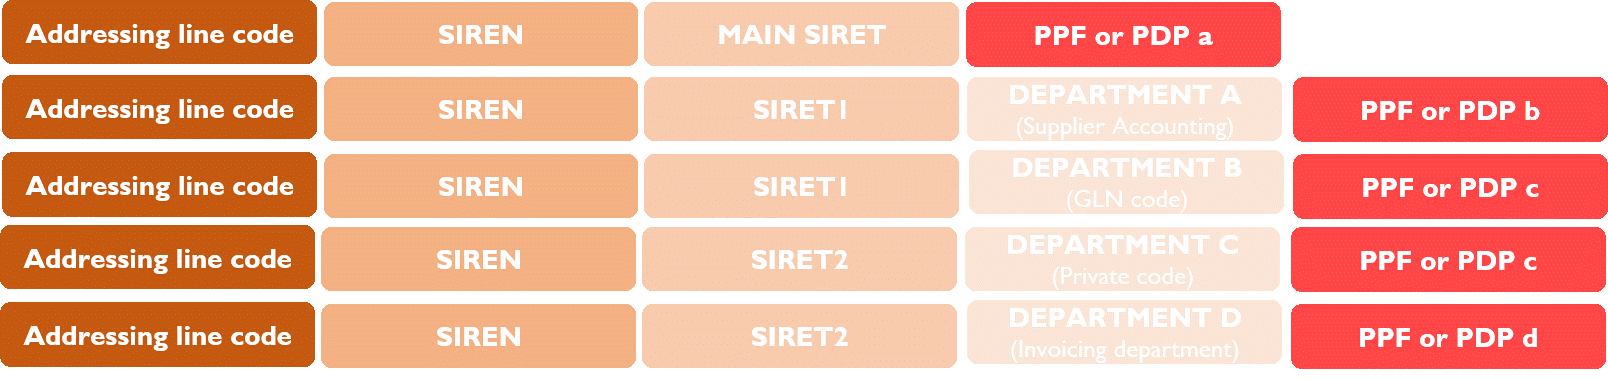 Addressing line code SIREN MAIN SIRET PPF or PDP a
Addressing line code SIREN SIRET1 DEPARTMENT A PPF or PDP b
(Supplier Accounting)
Addressing line code SIREN SIRET1 DEPARTMENT B PPF or PDP c
(GLN code)
Addressing line code SIREN SIRET2 DEPARTMENT C PPF or PDP c
(Private code)
Addressing line code SIREN SIRET2 DEPARTMENT D PPF or PDP d
(Invoicing department)